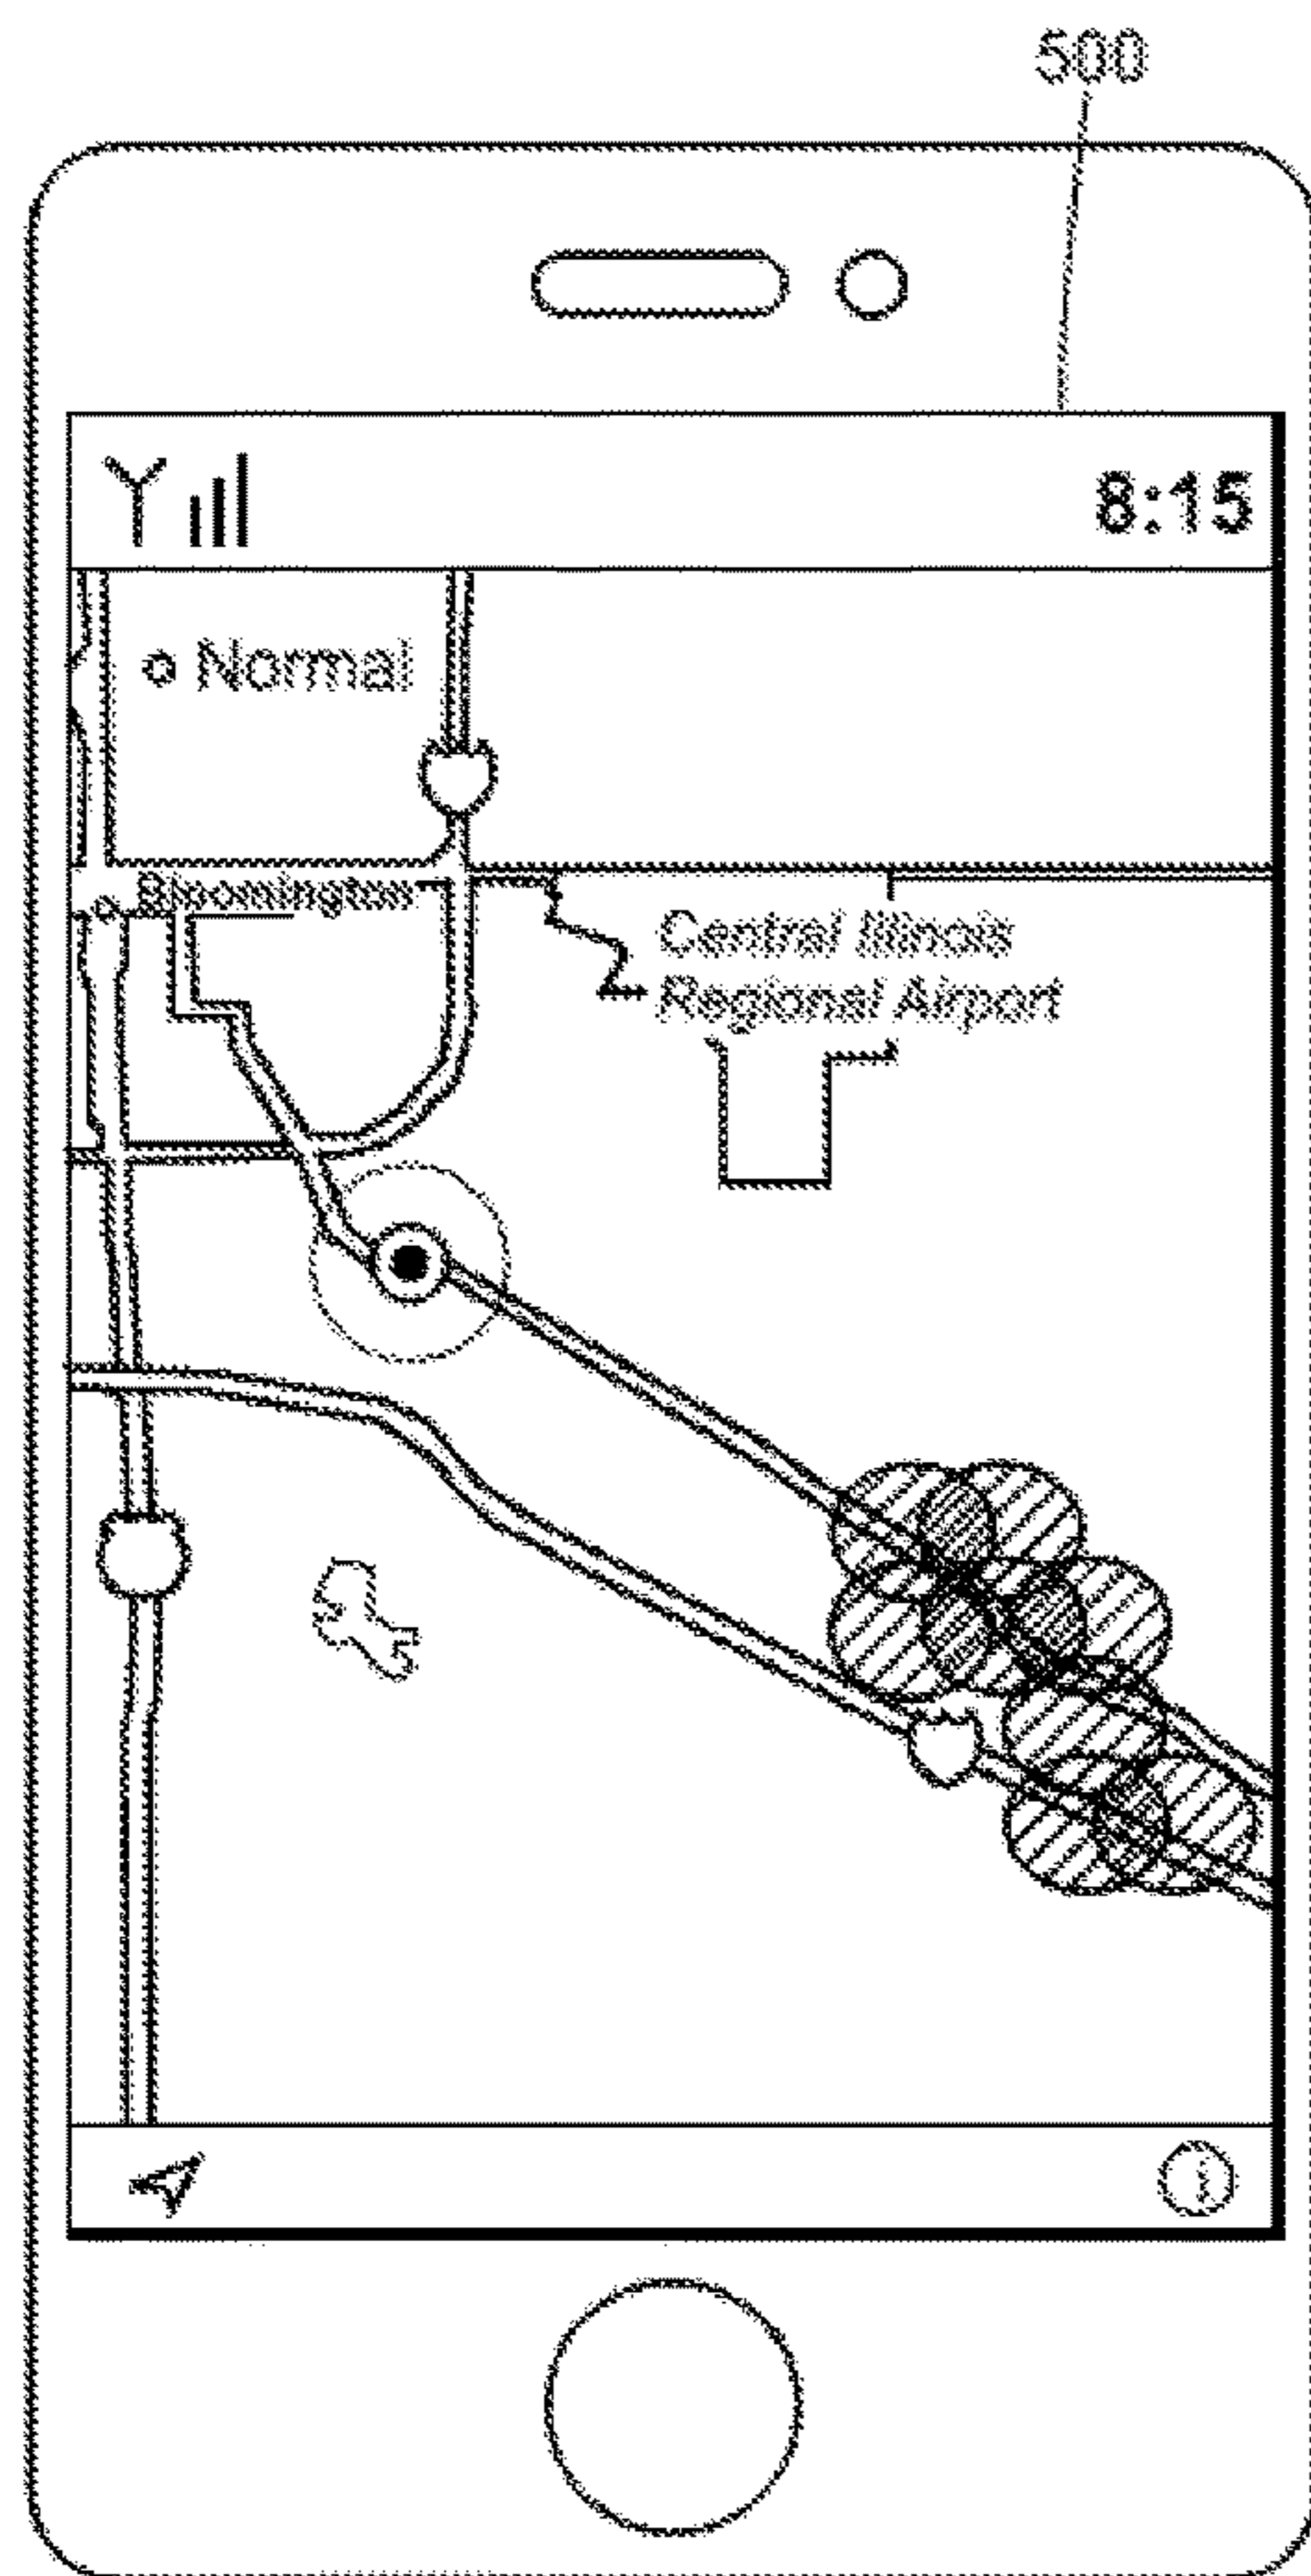 500
8:15
Normal
Bloomington
Central Illinois
Regional Airport